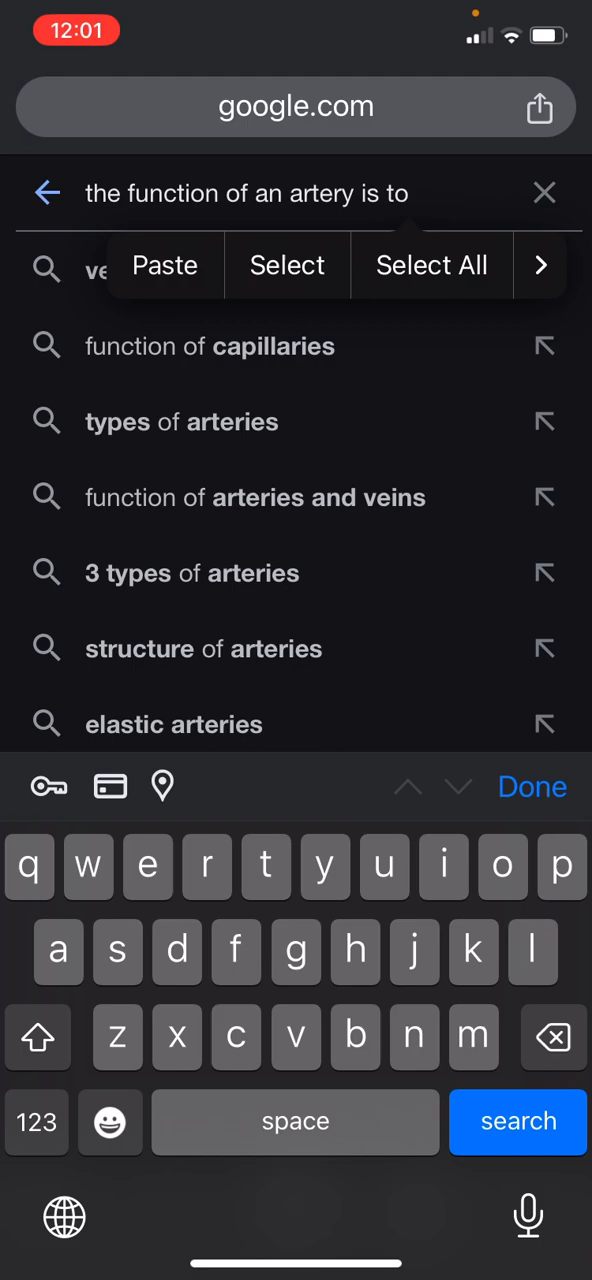 12:01
google.com
the function of an artery is to
Paste
Select
Select All
function of capillaries
types of arteries
function of arteries and veins
3 types of arteries
structure of arteries
elastic arteries
Done
q w e r t y u i o p
a s d f g h j k l
z x c v b n m
123
space
search